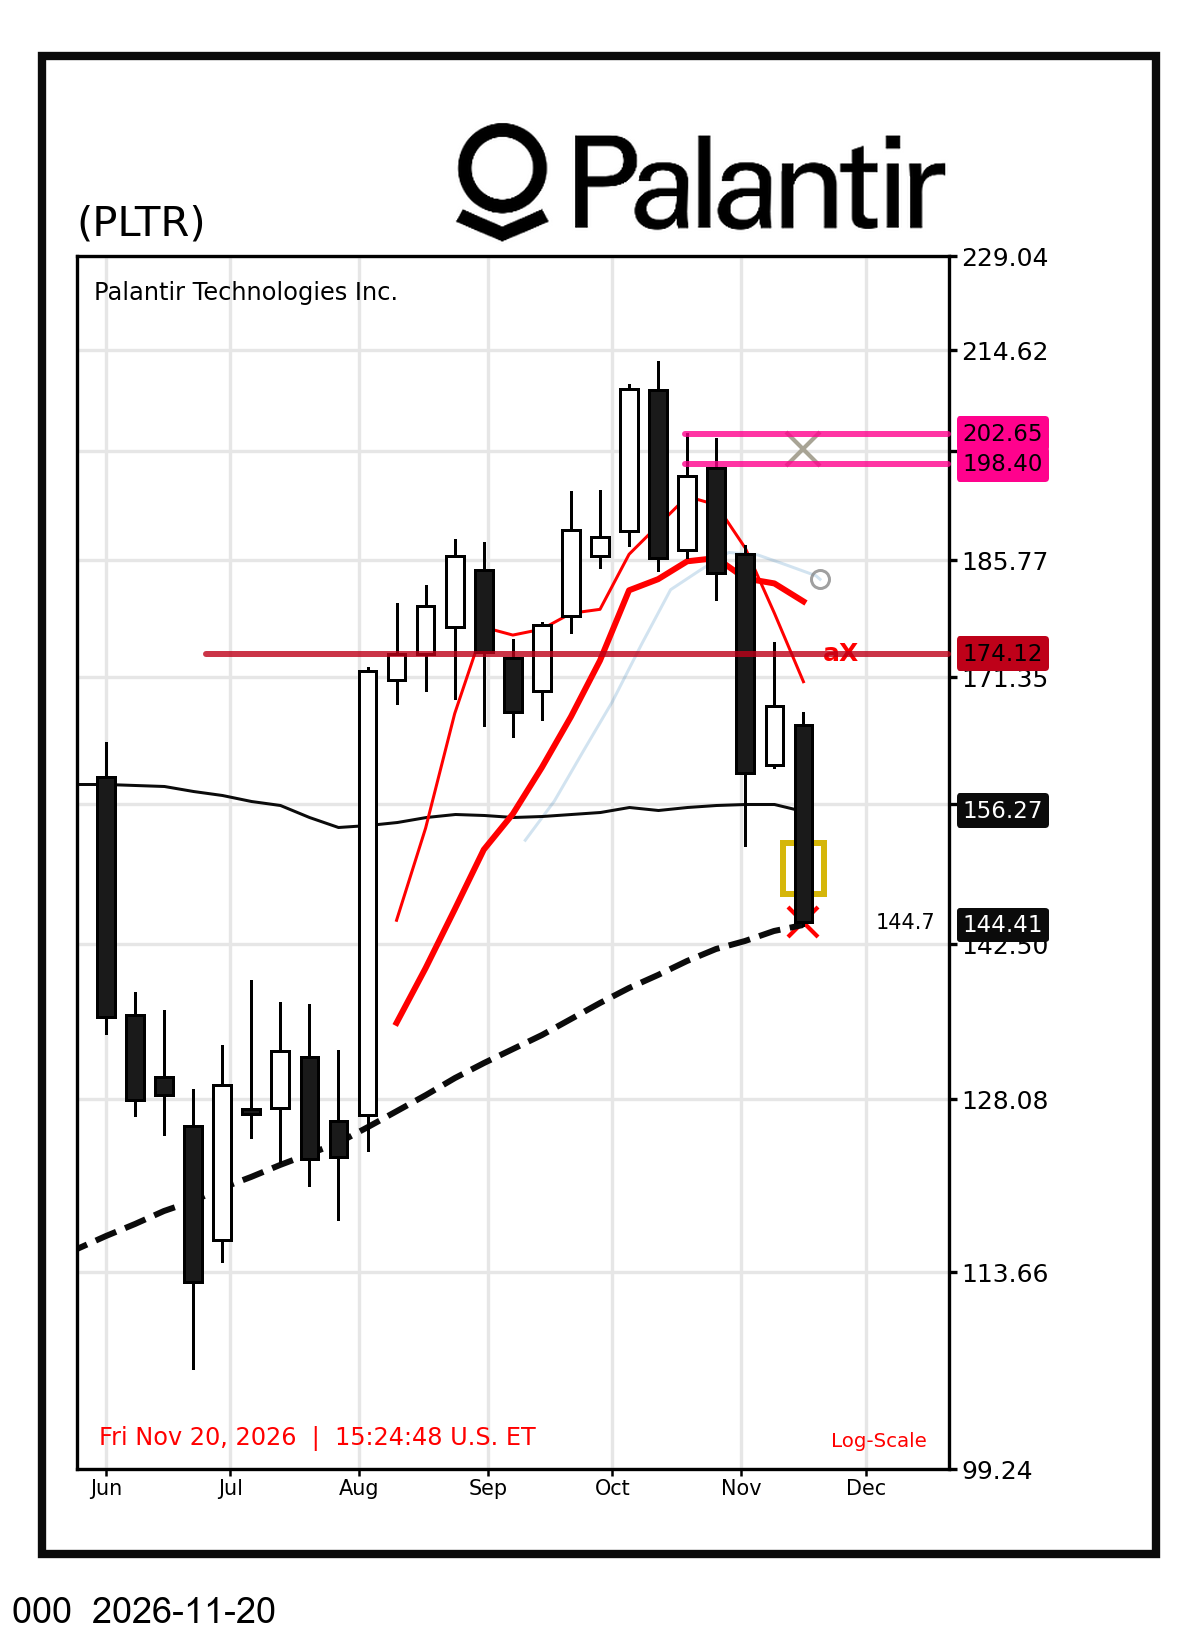 Palantir
(PLTR)
Palantir Technologies Inc.
229.04
214.62
202.65
198.40
185.77
aX
174.12
171.35
156.27
144.7
144.41
142.50
128.08
113.66
Fri Nov 20, 2026 | 15:24:48 U.S. ET
Log-Scale
99.24
Jun Jul Aug Sep Oct Nov Dec
000 2026-11-20